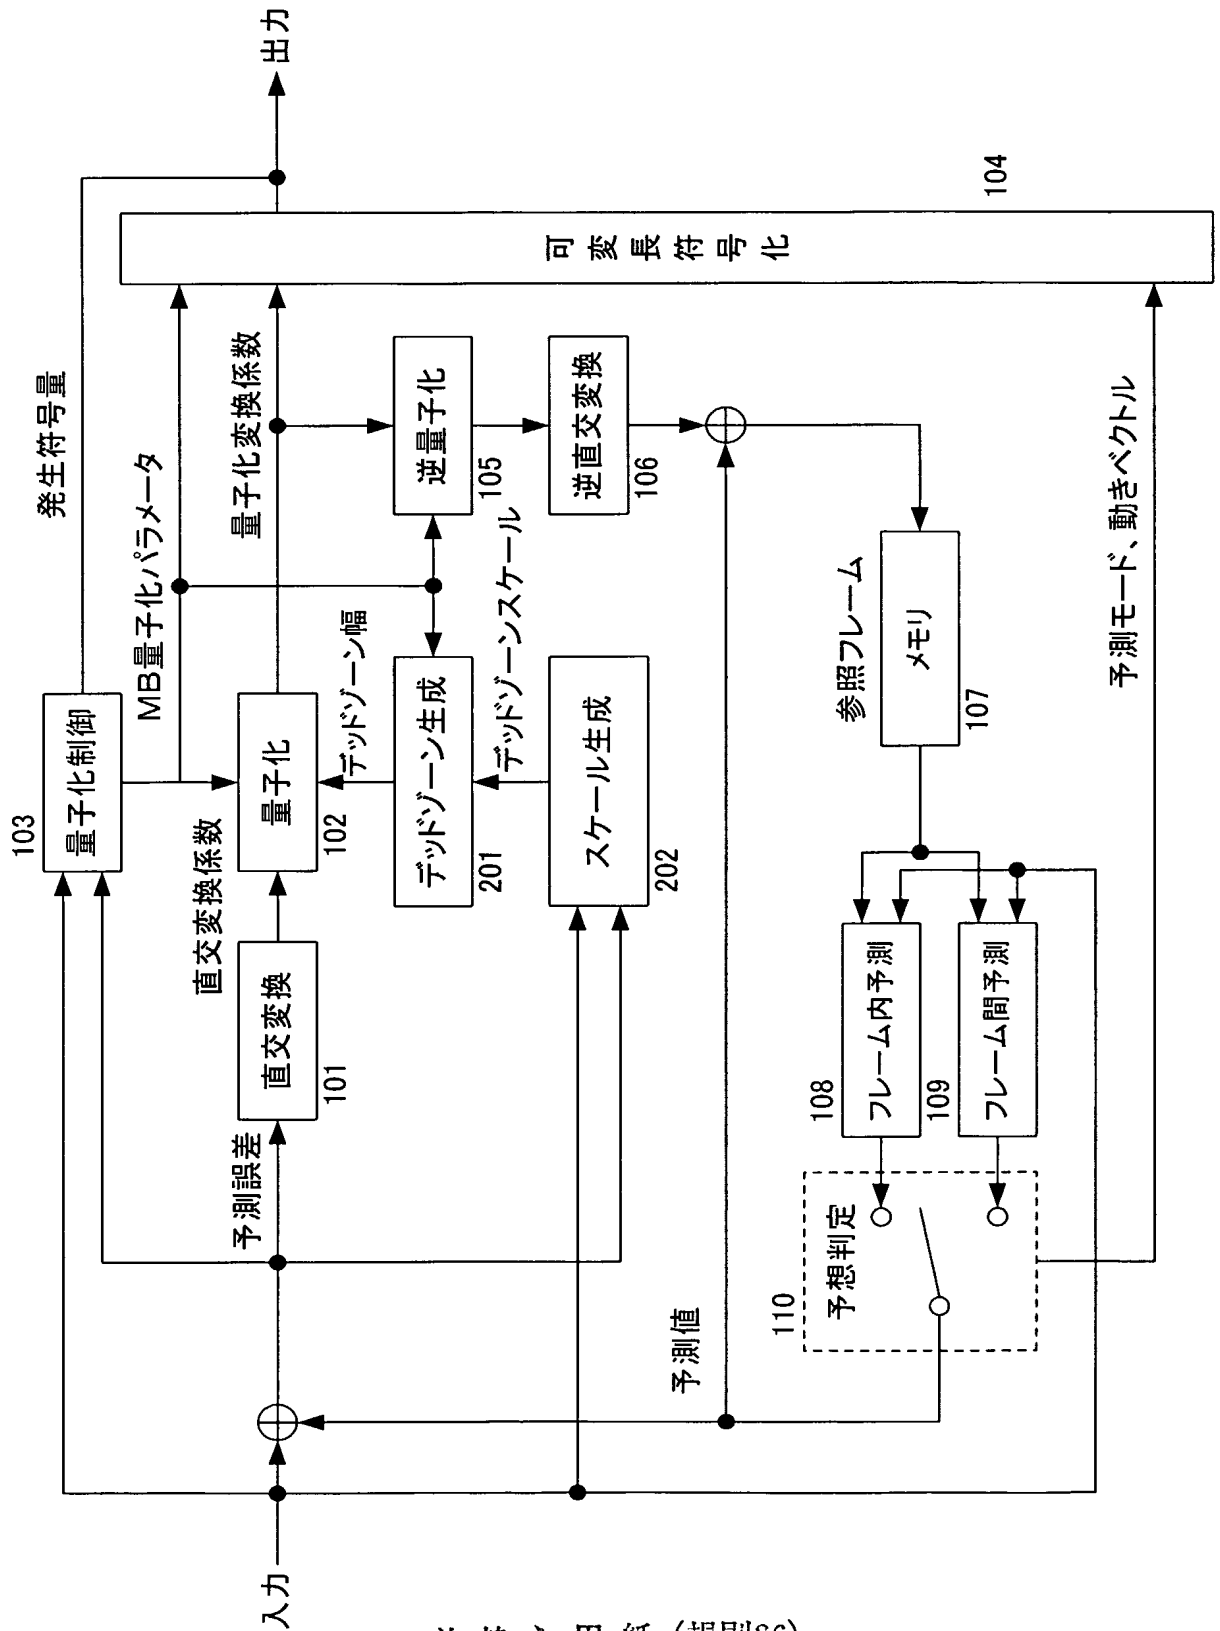 入力
出力
発生符号量
103
量子化制御
MB量子化パラメータ
直交変換係数
量子化変換係数
予測誤差
直交変換
101
量子化
102
デッドゾーン幅
デッドゾーン生成
201
デッドゾーンスケール
スケール生成
202
逆量子化
105
逆直交変換
106
可変長符号化
104
予測値
参照フレーム
メモリ
107
108
フレーム内予測
109
フレーム間予測
110
予想判定
予測モード、動きベクトル
(規則26)